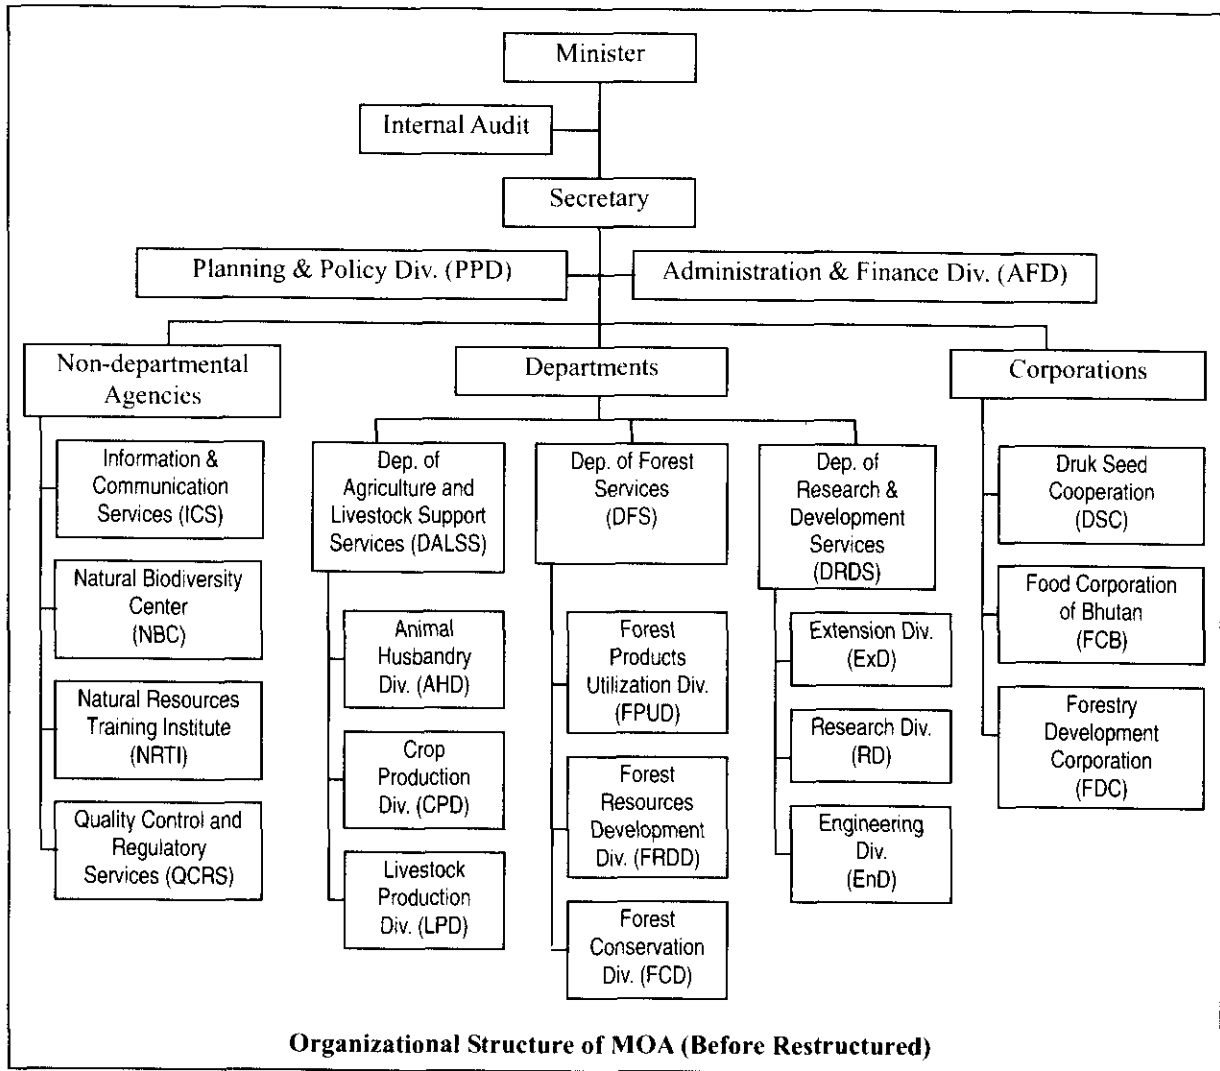 Minister
Internal Audit
Secretary
Planning & Policy Div. (PPD)
Administration & Finance Div. (AFD)
Non-departmental
Agencies
Departments
Corporations
Information &
Communication
Services (ICS)
Natural Biodiversity
Center
(NBC)
Natural Resources
Training Institute
(NRTI)
Quality Control and
Regulatory
Services (QCRS)
Dep. of
Agriculture and
Livestock Support
Services (DALSS)
Animal
Husbandry
Div. (AHD)
Crop
Production
Div. (CPD)
Livestock
Production
Div. (LPD)
Dep. of Forest
Services
(DFS)
Forest
Products
Utilization Div.
(FPUD)
Forest
Resources
Development
Div. (FRDD)
Forest
Conservation
Div. (FCD)
Dep. of
Research &
Development
Services
(DRDS)
Extension Div.
(ExD)
Research Div.
(RD)
Engineering
Div.
(EnD)
Druk Seed
Cooperation
(DSC)
Food Corporation
of Bhutan
(FCB)
Forestry
Development
Corporation
(FDC)
Organizational Structure of MOA (Before Restructured)